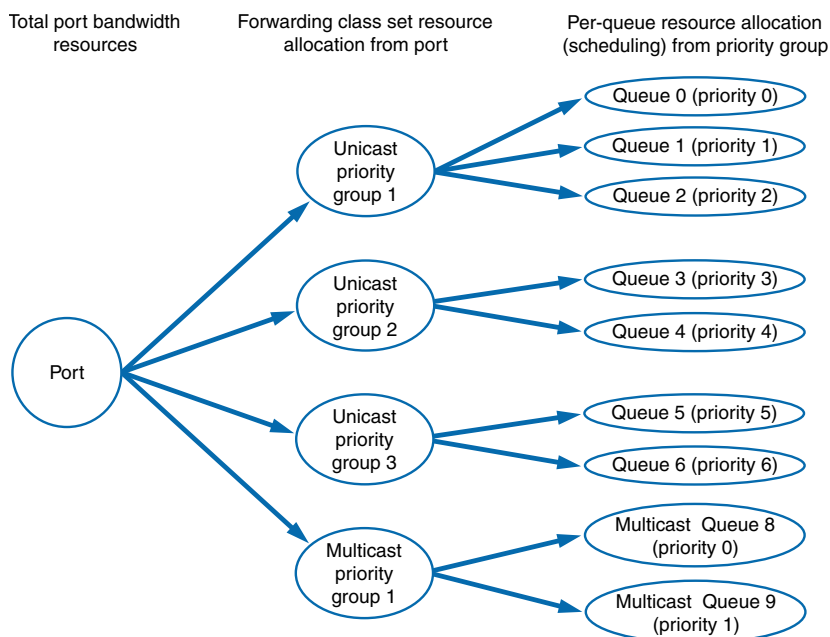 Total port bandwidth
resources
Forwarding class set resource
allocation from port
Per-queue resource allocation
(scheduling) from priority group
Port
Unicast
priority
group 1
Unicast
priority
group 2
Unicast
priority
group 3
Multicast
priority
group 1
Queue 0 (priority 0)
Queue 1 (priority 1)
Queue 2 (priority 2)
Queue 3 (priority 3)
Queue 4 (priority 4)
Queue 5 (priority 5)
Queue 6 (priority 6)
Multicast Queue 8
(priority 0)
Multicast Queue 9
(priority 1)